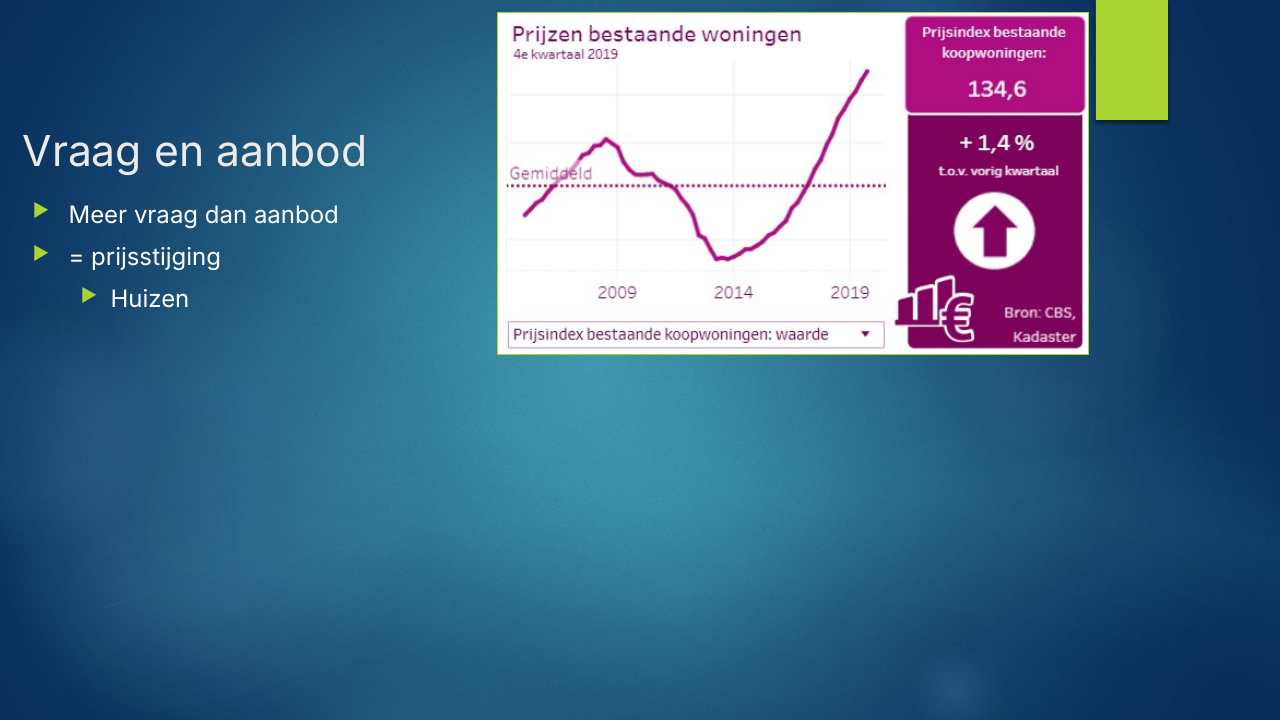 Vraag en aanbod
Meer vraag dan aanbod
= prijsstijging
Huizen
Prijzen bestaande woningen
4e kwartaal 2019
Gemiddeld
2009 2014 2019
Prijsindex bestaande koopwoningen: waarde
Prijsindex bestaande
koopwoningen:
134,6
+ 1,4 %
t.o.v. vorig kwartaal
Bron: CBS,
Kadaster